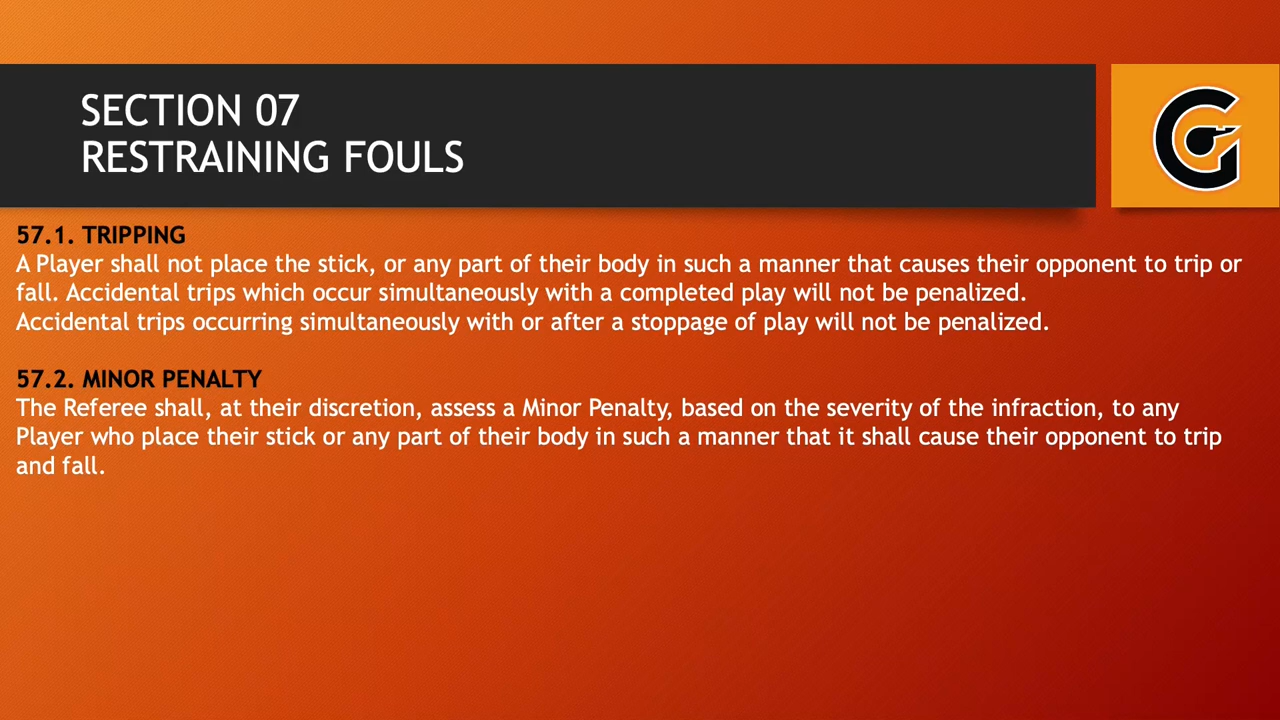 SECTION 07
RESTRAINING FOULS
57.1. TRIPPING
A Player shall not place the stick, or any part of their body in such a manner that causes their opponent to trip or
fall. Accidental trips which occur simultaneously with a completed play will not be penalized.
Accidental trips occurring simultaneously with or after a stoppage of play will not be penalized.
57.2. MINOR PENALTY
The Referee shall, at their discretion, assess a Minor Penalty, based on the severity of the infraction, to any
Player who place their stick or any part of their body in such a manner that it shall cause their opponent to trip
and fall.